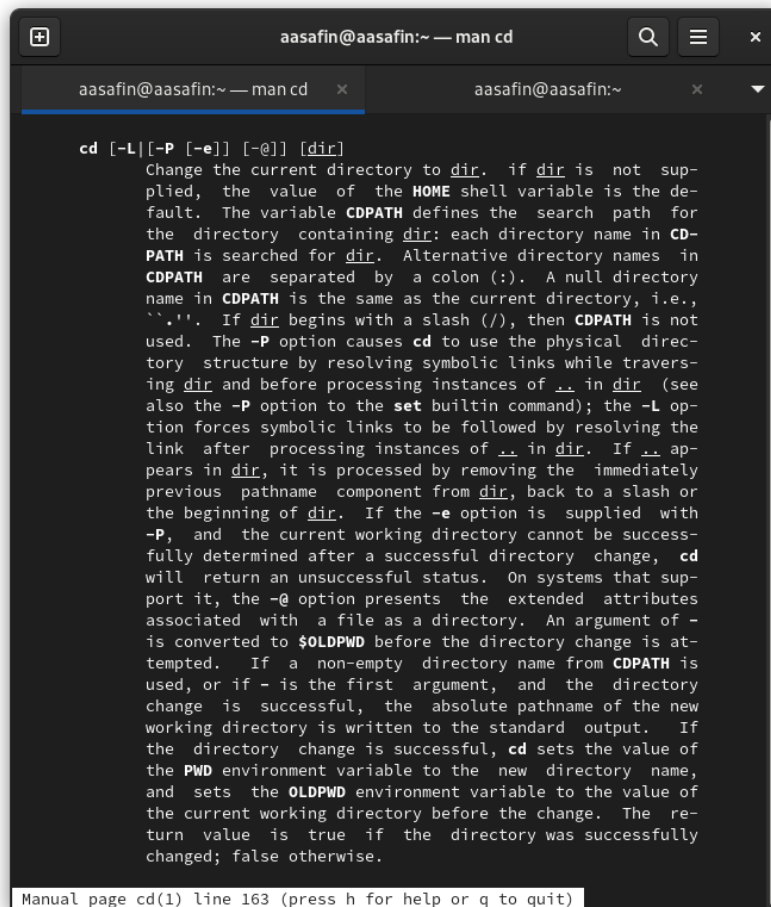 aasafin@aasafin:~ — man cd
aasafin@aasafin:~ — man cd
aasafin@aasafin:~
cd [-L|[-P [-e]] [-@]] [dir]
Change the current directory to dir. if dir is not sup-
plied, the value of the HOME shell variable is the de-
fault. The variable CDPATH defines the search path for
the directory containing dir: each directory name in CD-
PATH is searched for dir. Alternative directory names in
CDPATH are separated by a colon (:). A null directory
name in CDPATH is the same as the current directory, i.e.,
``.''. If dir begins with a slash (/), then CDPATH is not
used. The -P option causes cd to use the physical direc-
tory structure by resolving symbolic links while travers-
ing dir and before processing instances of .. in dir (see
also the -P option to the set builtin command); the -L op-
tion forces symbolic links to be followed by resolving the
link after processing instances of .. in dir. If .. ap-
pears in dir, it is processed by removing the immediately
previous pathname component from dir, back to a slash or
the beginning of dir. If the -e option is supplied with
-P, and the current working directory cannot be success-
fully determined after a successful directory change, cd
will return an unsuccessful status. On systems that sup-
port it, the -@ option presents the extended attributes
associated with a file as a directory. An argument of -
is converted to $OLDPWD before the directory change is at-
tempted. If a non-empty directory name from CDPATH is
used, or if - is the first argument, and the directory
change is successful, the absolute pathname of the new
working directory is written to the standard output. If
the directory change is successful, cd sets the value of
the PWD environment variable to the new directory name,
and sets the OLDPWD environment variable to the value of
the current working directory before the change. The re-
turn value is true if the directory was successfully
changed; false otherwise.
Manual page cd(1) line 163 (press h for help or q to quit)